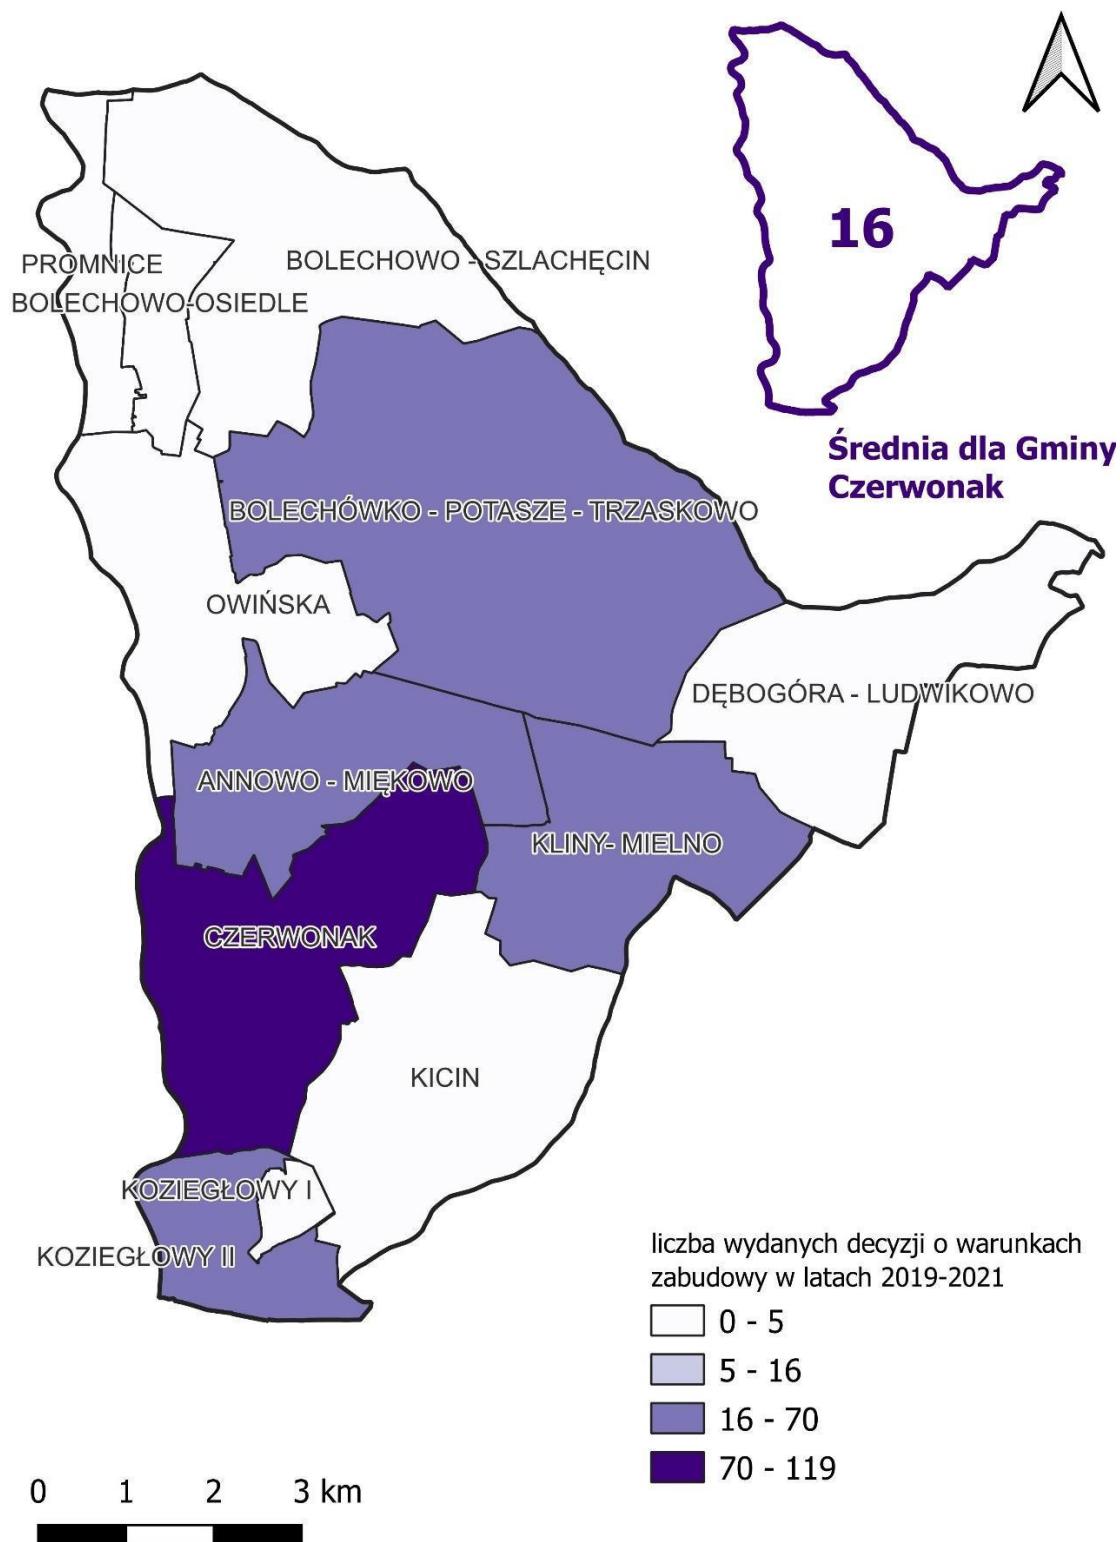 16
Średnia dla Gminy
Czerwonak
PROMNICE
BOLECHOWO - SZLACHĘCIN
BOLECHOWO-OSIEDLE
BOLECHÓWKO - POTASZE - TRZASKOWO
OWIŃSKA
DĘBOGÓRA - LUDWIKOWO
ANNOWO - MIĘKOWO
KLINY- MIELNO
CZERWONAK
KICIN
KOZIEGŁOWY I
KOZIEGŁOWY II
liczba wydanych decyzji o warunkach
zabudowy w latach 2019-2021
0 - 5
5 - 16
16 - 70
70 - 119
0 1 2 3 km